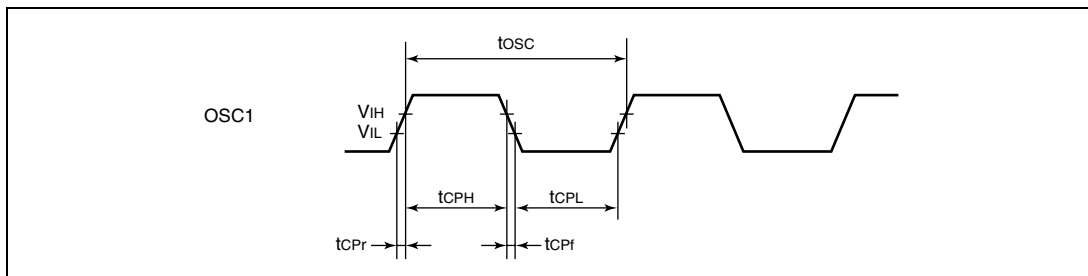 tOSC
OSC1
VIH
VIL
tCPH
tCPL
tCPr
tCPf